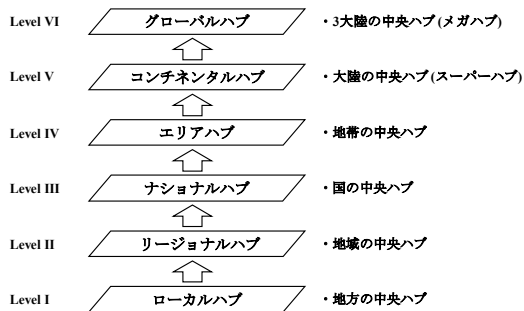 Level VI グローバルハブ ・3大陸の中央ハブ(メガハブ)
Level V コンチネンタルハブ ・大陸の中央ハブ(スーパーハブ)
Level IV エリアハブ ・地帯の中央ハブ
Level III ナショナルハブ ・国の中央ハブ
Level II リージョナルハブ ・地域の中央ハブ
Level I ローカルハブ ・地方の中央ハブ